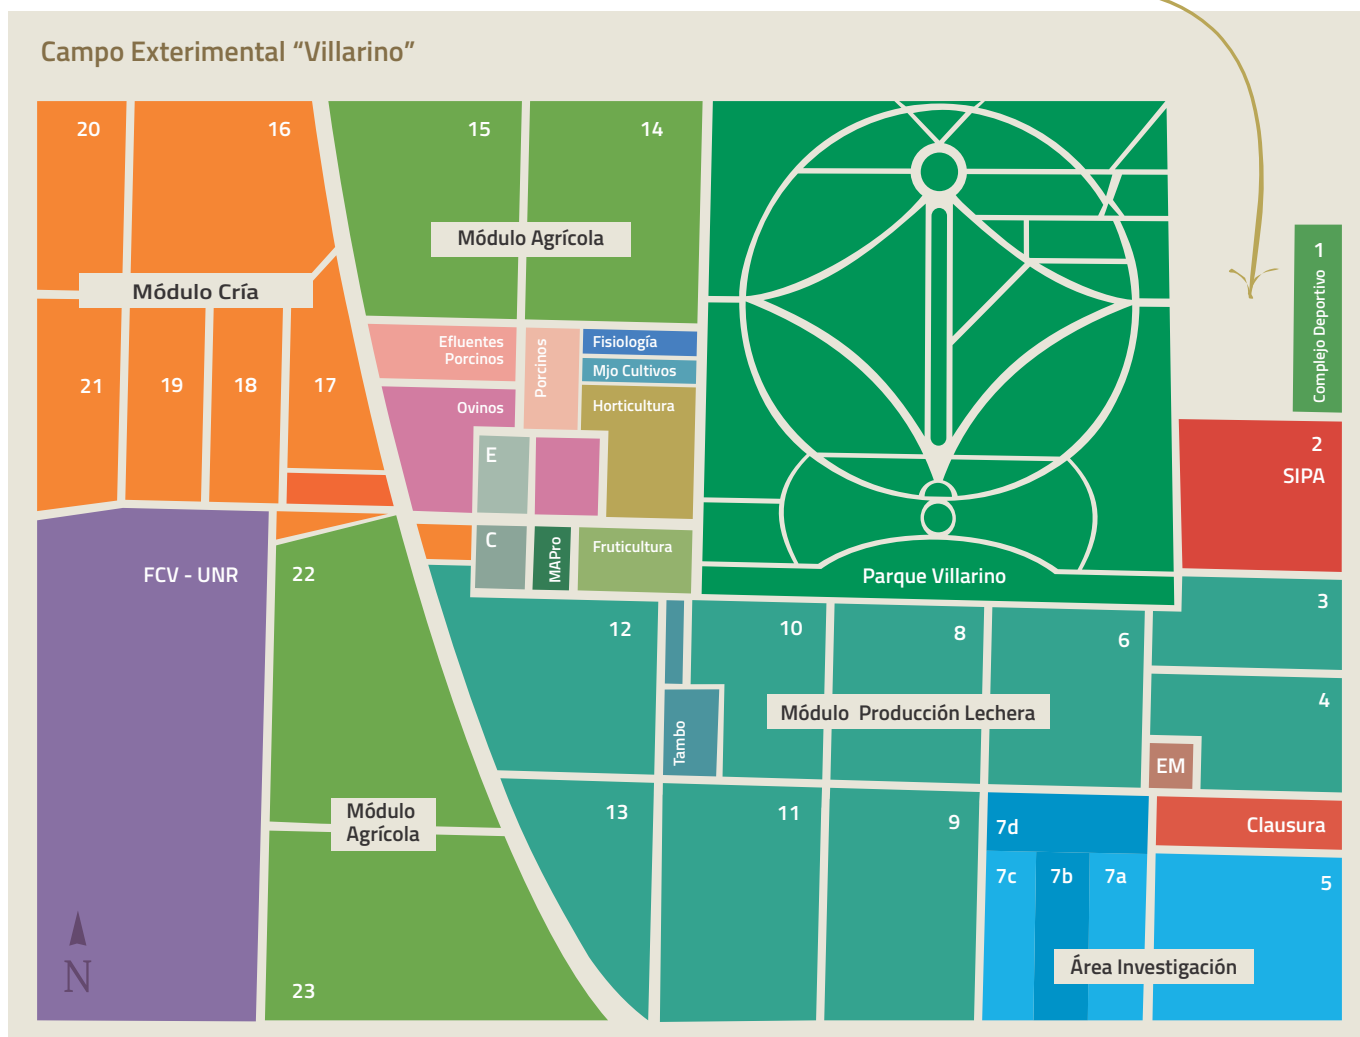 Campo Exterimental “Villarino”
20
16
15
14
Módulo Agrícola
Módulo Cría
21
19
18
17
Efluentes
Porcinos
Porcinos
Fisiología
Mjo Cultivos
Ovinos
Horticultura
E
C
MAPro
Fruticultura
Parque Villarino
1
Complejo Deportivo
2
SIPA
FCV - UNR
22
12
10
8
6
3
4
Módulo  Producción Lechera
Tambo
EM
Módulo
Agrícola
13
11
9
7d
Clausura
7c
7b
7a
5
Área Investigación
N
23